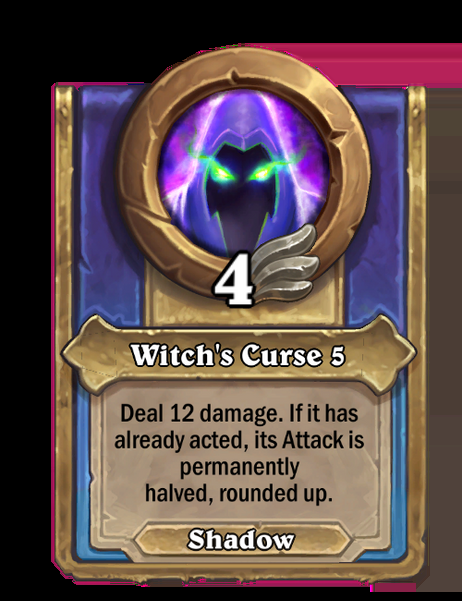 4
Witch's Curse 5
Deal 12 damage. If it has
already acted, its Attack is
permanently
halved, rounded up.
Shadow